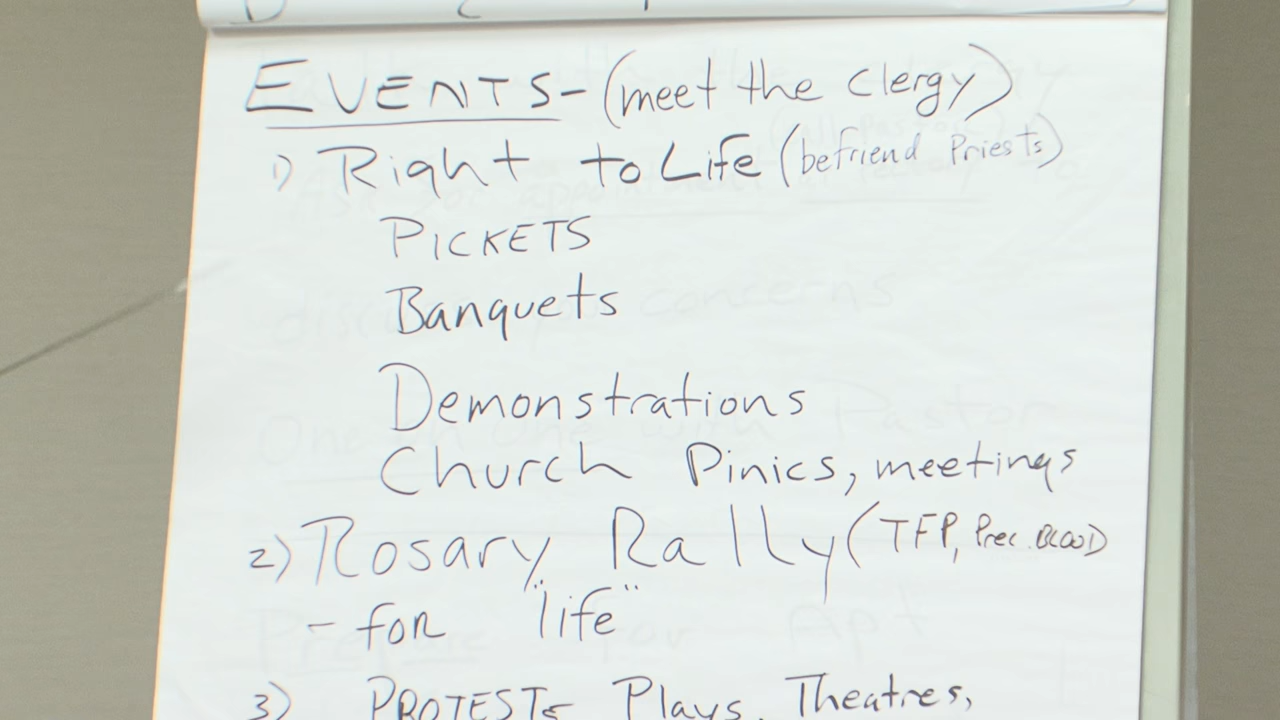 EVENTS - (meet the clergy)
1) Right to Life (befriend Priests)
PICKETS
Banquets
Demonstrations
Church Pinics, meetings
2) Rosary Rally (TFP, Prec. BLOOD)
- for "life"
3) PROTESTS Plays, Theatres,